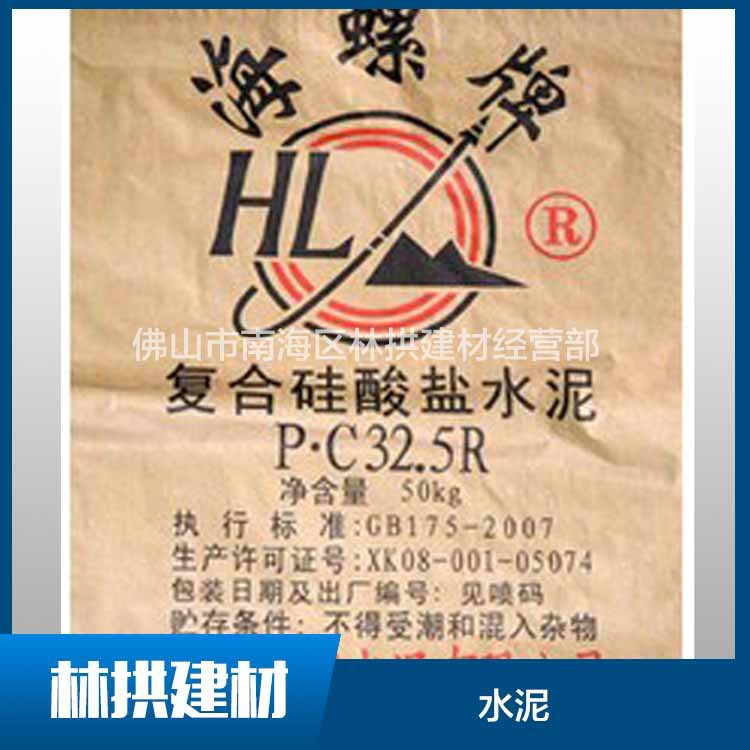 海螺牌
HL
®
佛山市南海区林拱建材经营部
复合硅酸盐水泥
P·C32.5R
净含量 50kg
执行标准:GB175-2007
生产许可证号:XK08-001-05074
包装日期及出厂编号:见喷码
贮存条件:不得受潮和混入杂物
林拱建材
水泥